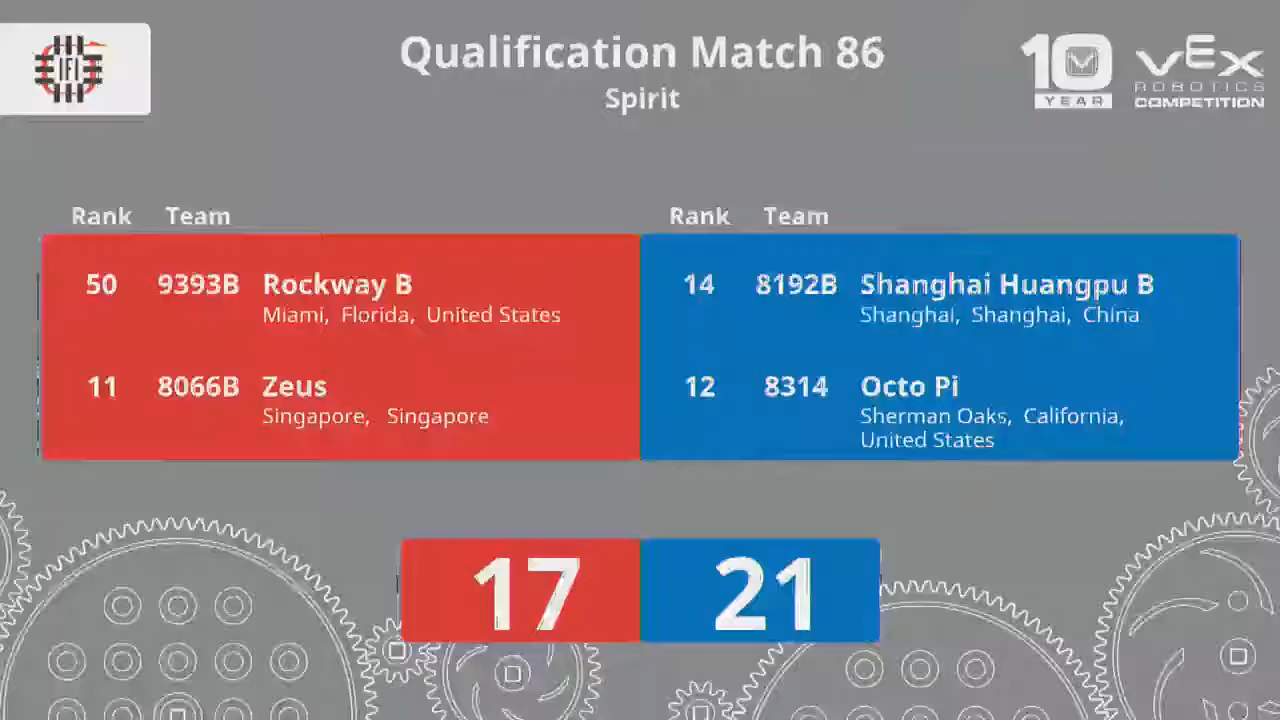 IFI
Qualification Match 86
Spirit
10
YEAR
VEX
ROBOTICS
COMPETITION
Rank Team
50 9393B Rockway B
Miami, Florida, United States
11 8066B Zeus
Singapore, Singapore
Rank Team
14 8192B Shanghai Huangpu B
Shanghai, Shanghai, China
12 8314 Octo Pi
Sherman Oaks, California,
United States
17
21